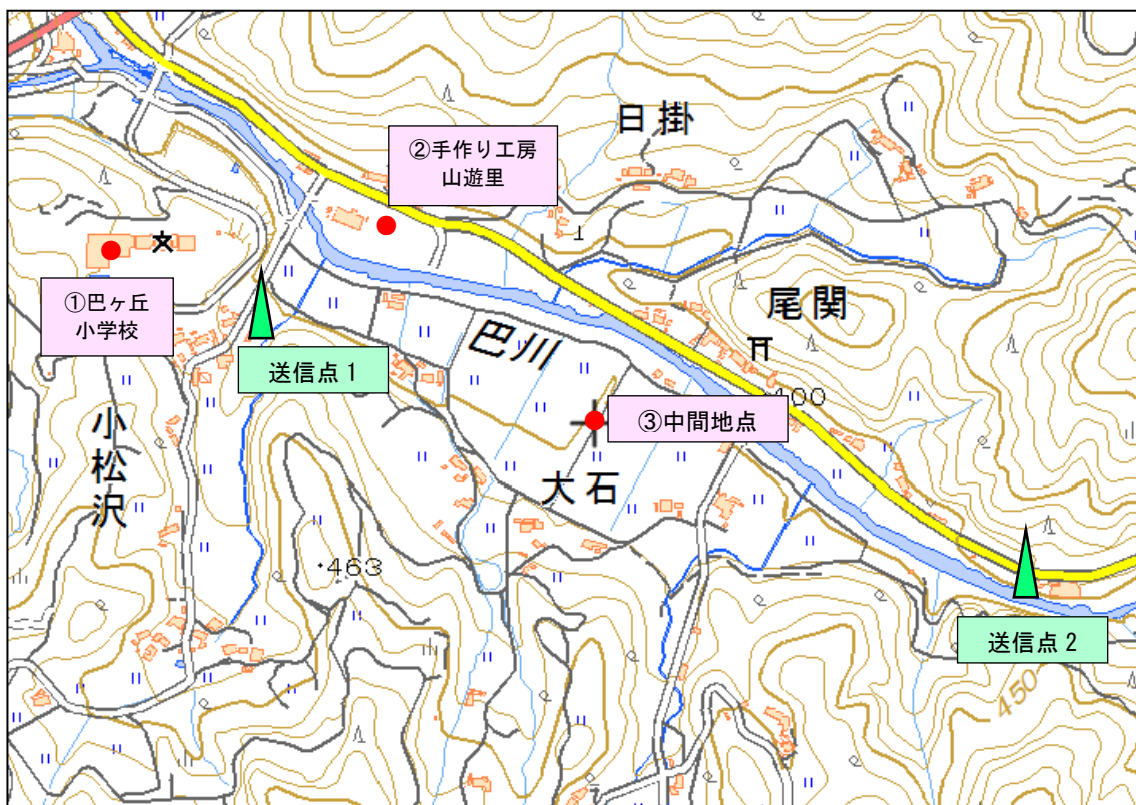 日掛
②手作り工房
山遊里
①巴ヶ丘
小学校
尾関
巴川
送信点1
400
③中間地点
小松沢
大石
463
送信点2
450